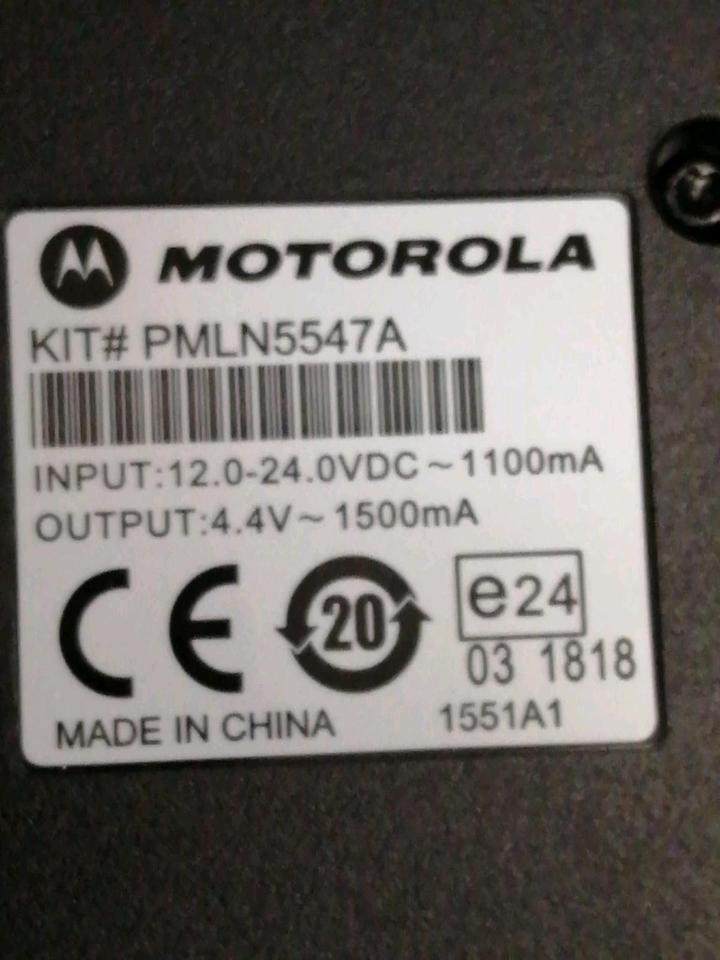 MOTOROLA
KIT# PMLN5547A
INPUT:12.0-24.0VDC~1100mA
OUTPUT:4.4V~ 1500mA
CE 20 e24
03 1818
MADE IN CHINA 1551A1